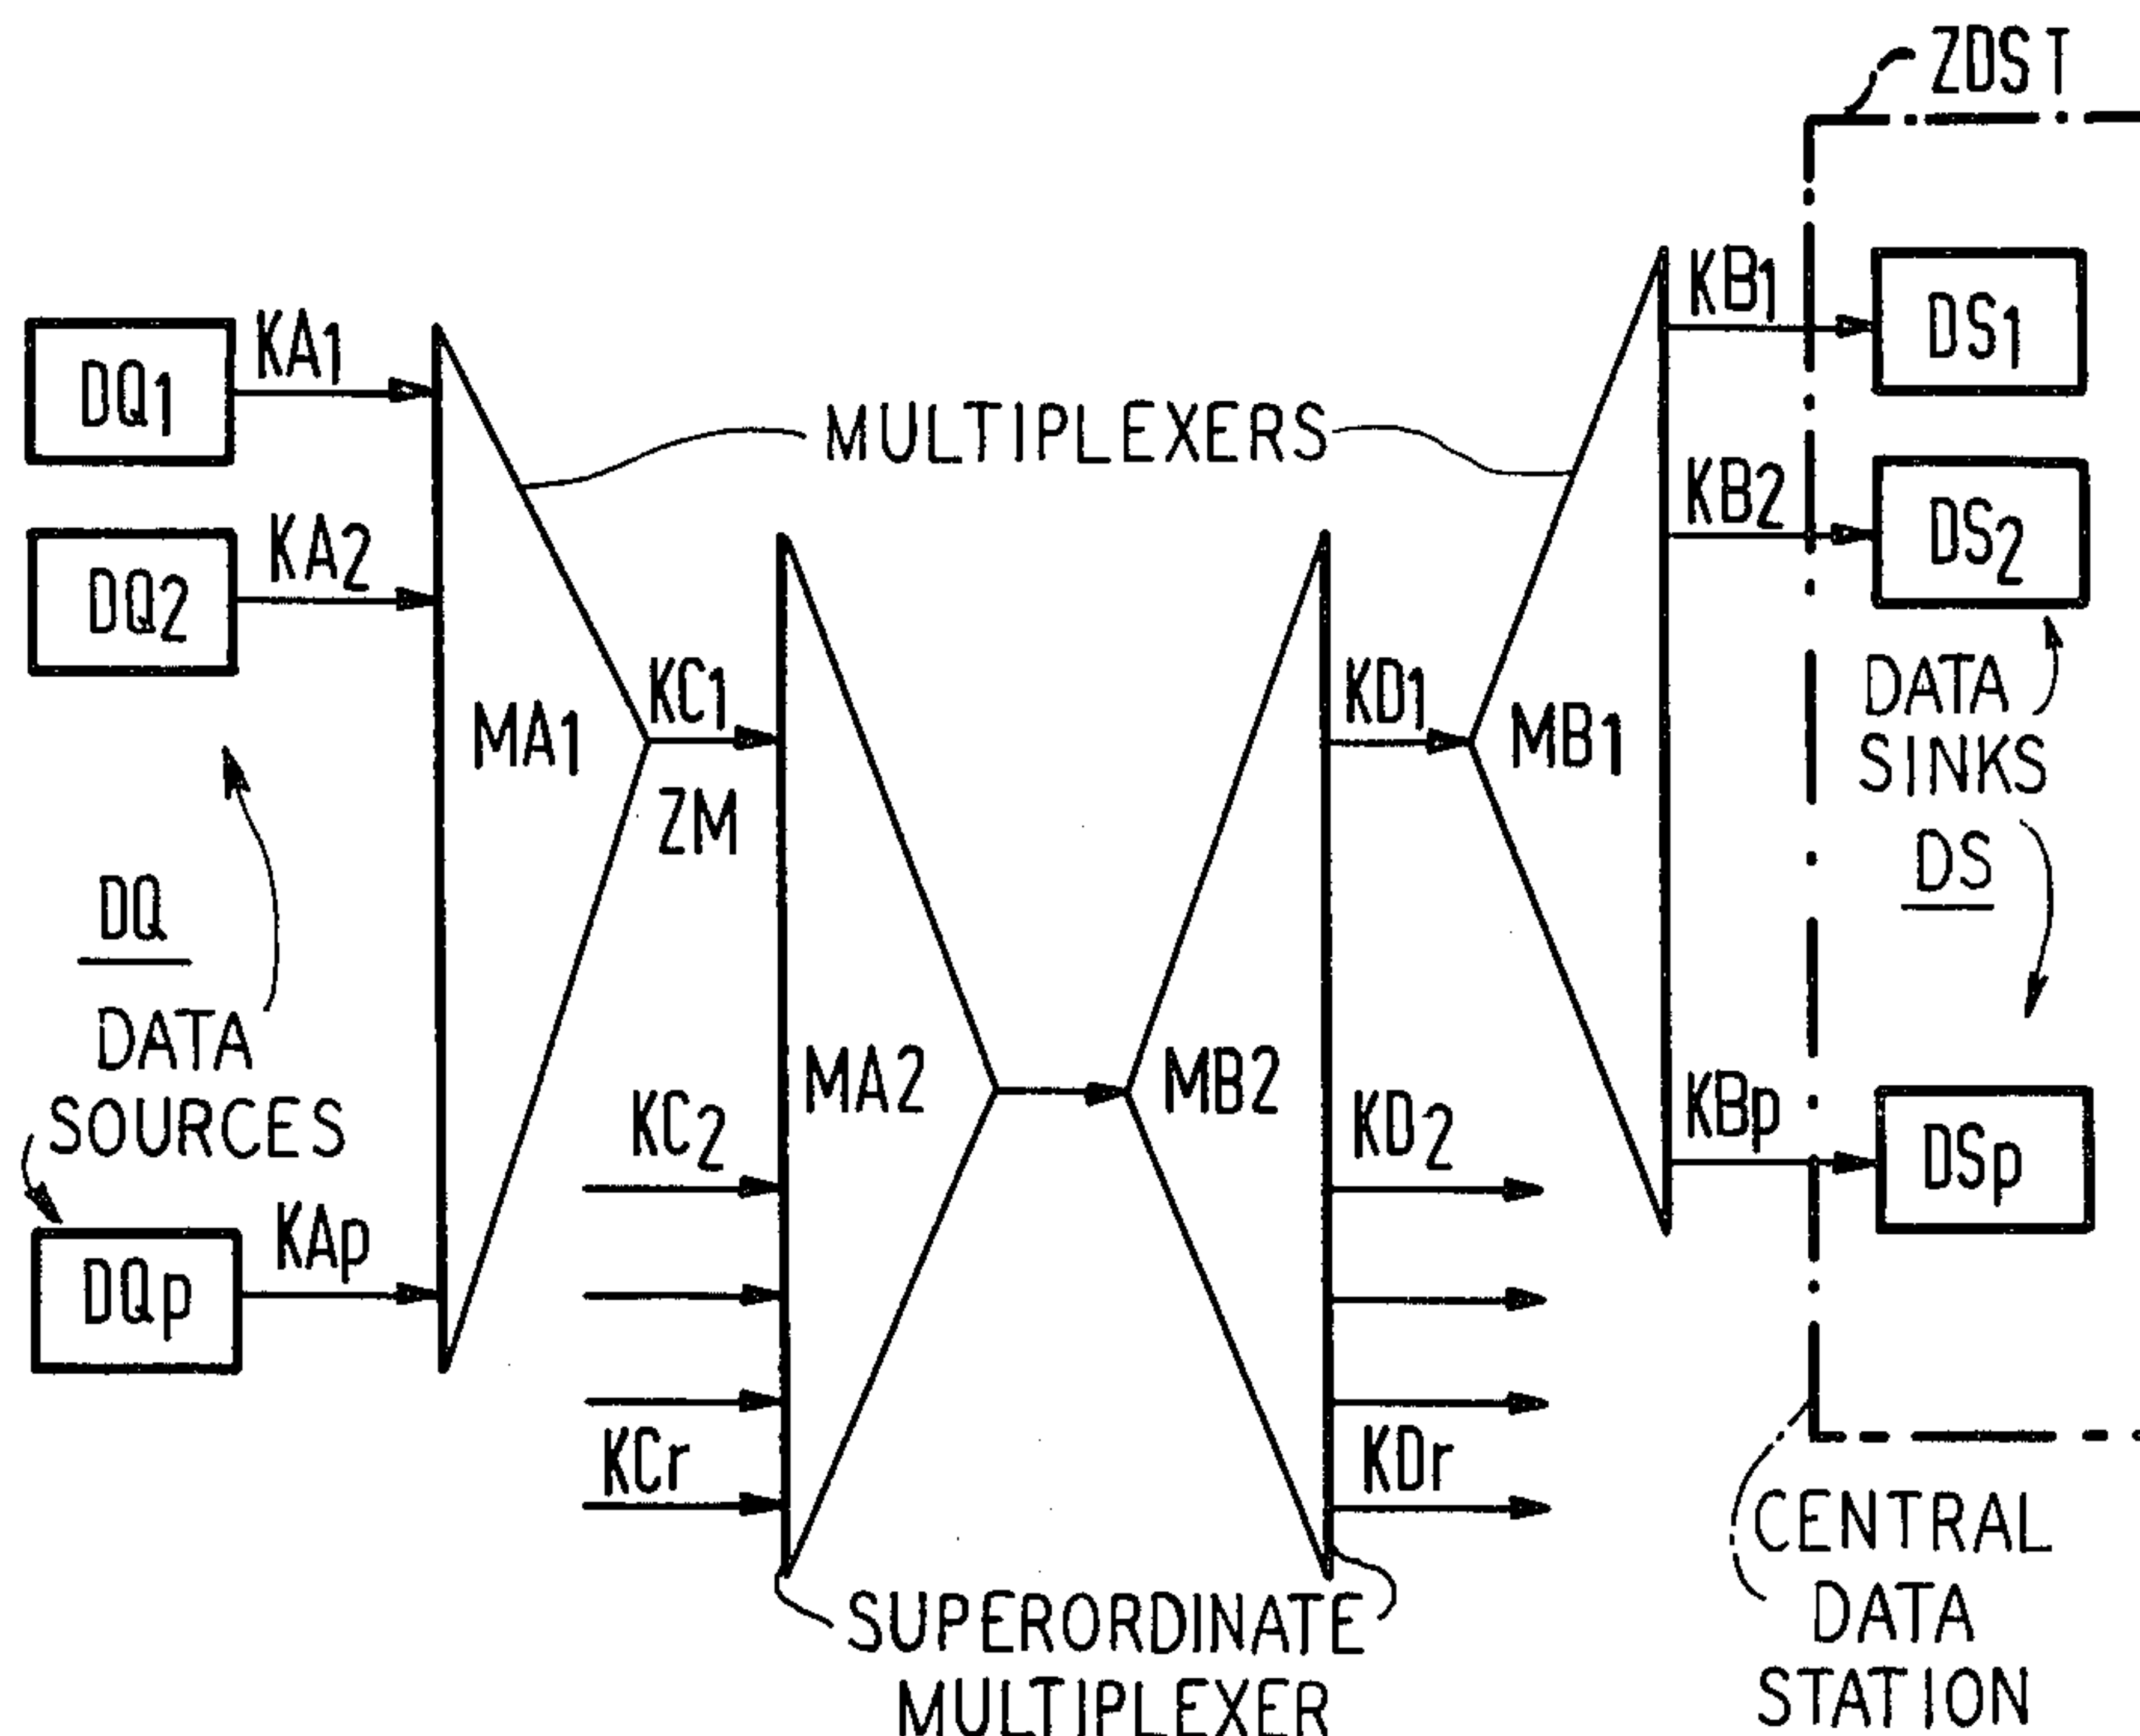 ZDST
KB1
DS1
KA1
DQ1
MULTIPLEXERS
KB2
DS2
KA2
DQ2
KC1
KD1
MA1
MB1
DATA
SINKS
ZM
DS
DQ
DATA
SOURCES
MA2
MB2
KC2
KD2
KBp
DSp
KAp
DQp
KCr
KDr
CENTRAL
DATA
STATION
SUPERORDINATE
MULTIPLEXER